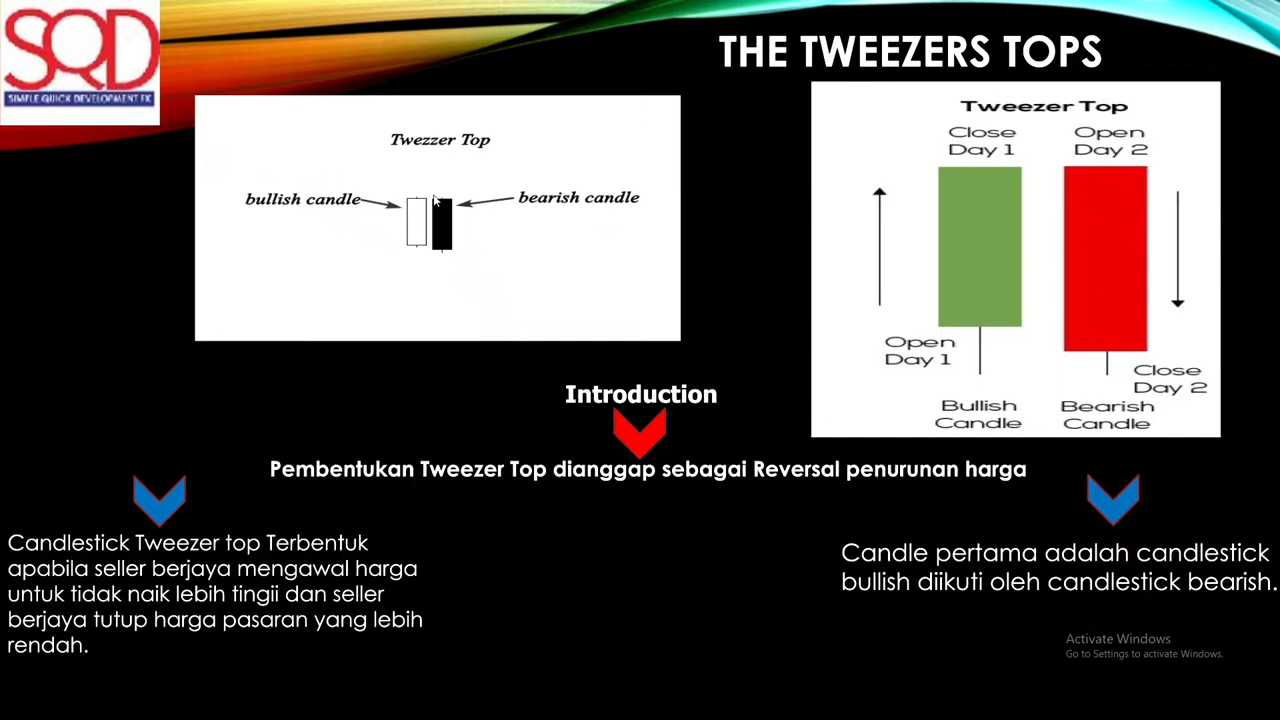 SQD
SIMPLE QUICK DEVELOPMENT FX
THE TWEEZERS TOPS
Twezzer Top
bullish candle
bearish candle
Tweezer Top
Close
Day 1
Open
Day 2
Open
Day 1
Close
Day 2
Bullish
Candle
Bearish
Candle
Introduction
Pembentukan Tweezer Top dianggap sebagai Reversal penurunan harga
Candlestick Tweezer top Terbentuk
apabila seller berjaya mengawal harga
untuk tidak naik lebih tingii dan seller
berjaya tutup harga pasaran yang lebih
rendah.
Candle pertama adalah candlestick
bullish diikuti oleh candlestick bearish.
Activate Windows
Go to Settings to activate Windows.